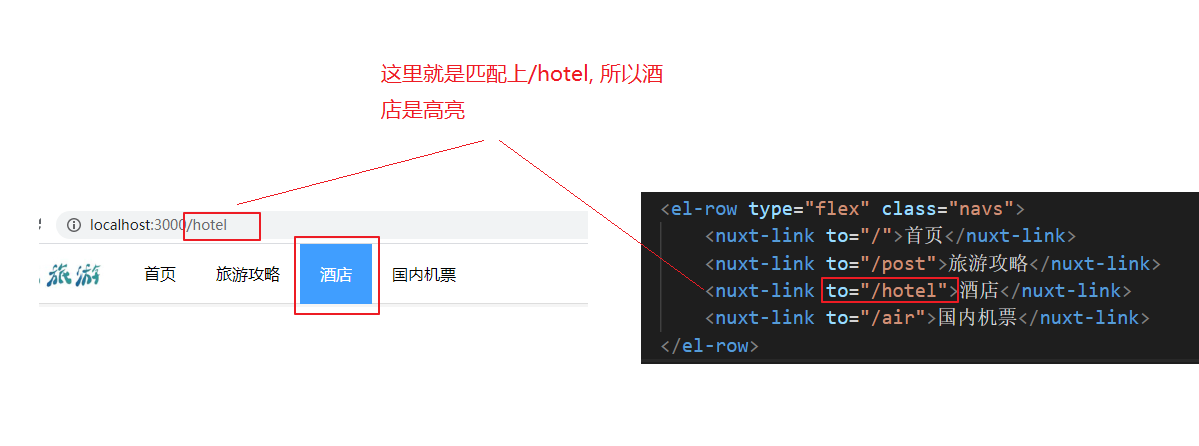 这里就是匹配上/hotel, 所以酒
店是高亮
localhost:3000/hotel
旅游 首页 旅游攻略 酒店 国内机票
<el-row type="flex" class="navs">
<nuxt-link to="/">首页</nuxt-link>
<nuxt-link to="/post">旅游攻略</nuxt-link>
<nuxt-link to="/hotel">酒店</nuxt-link>
<nuxt-link to="/air">国内机票</nuxt-link>
</el-row>